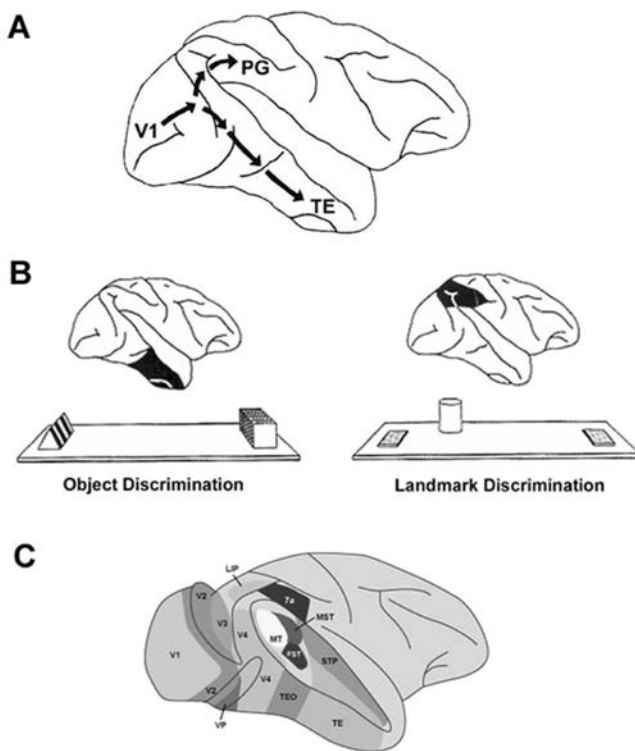 A
PG
V1
TE
B
Object Discrimination
Landmark Discrimination
C
LIP
V2
7a
V3
MST
V4
MT
V1
FST
STP
V4
V2
TEO
VP
TE